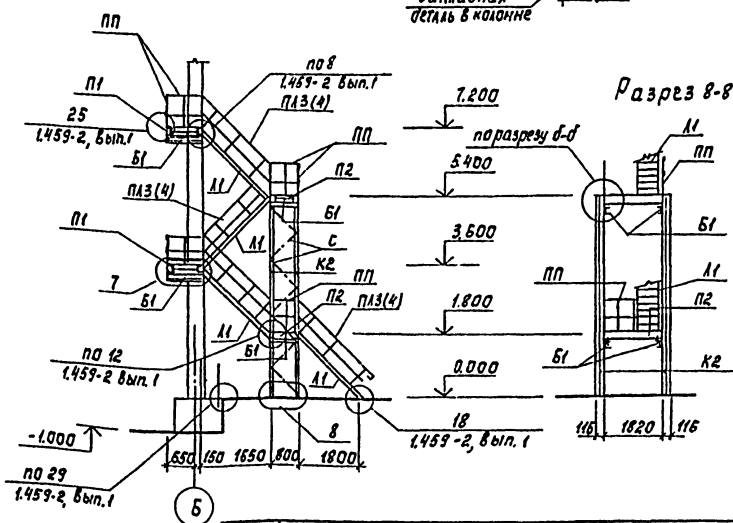 деталь в колонне
ПП
по 8
1.459-2 вып.1
ПЛ3(4)
П1
25
1.459-2, вып.1
Б1
ПП
7.200
Разрез 8-8
по разрезу б-б
Л1
ПП
5.400
П2
Л1
ПЛ3(4)
Б1
С
К2
3.600
Б1
П1
Л1
7
Б1
ПП
П2
ПЛ3(4)
1.800
ПП
Л1
П2
Л1
Б1
по 12
1.459-2 вып.1
Л1
0.000
Б1
К2
-1.000
8
18
1.459-2, вып.1
650
150
1650
800
1800
116
1820
116
по 29
1.459-2, вып.1
Б